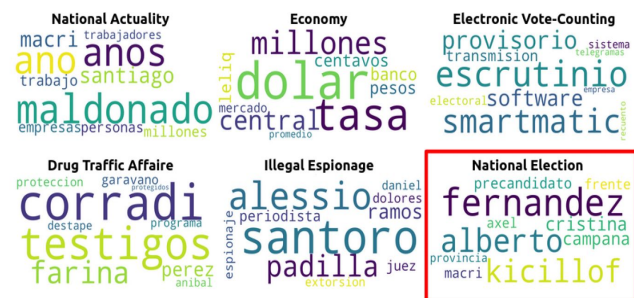 National Actuality
macri trabajadores
ano anos
trabajo santiago
maldonado
empresas personas millones
Economy
millones
centavos
leliq dolar banco
pesos
mercado central tasa
promedio
Electronic Vote-Counting
provisorio sistema
transmision telegramas
escrutinio
empresa
electoral software
smartmatic recuento
Drug Traffic Affaire
proteccion garavano
protegidos
corradi
destape programa
testigos
farina perez
anibal
Illegal Espionage
daniel
alessio dolores
periodista ramos
espionaje santoro
padilla juez
extorsion
National Election
precandidato frente
fernandez
axel cristina
alberto campana
provincia
macri kicillof